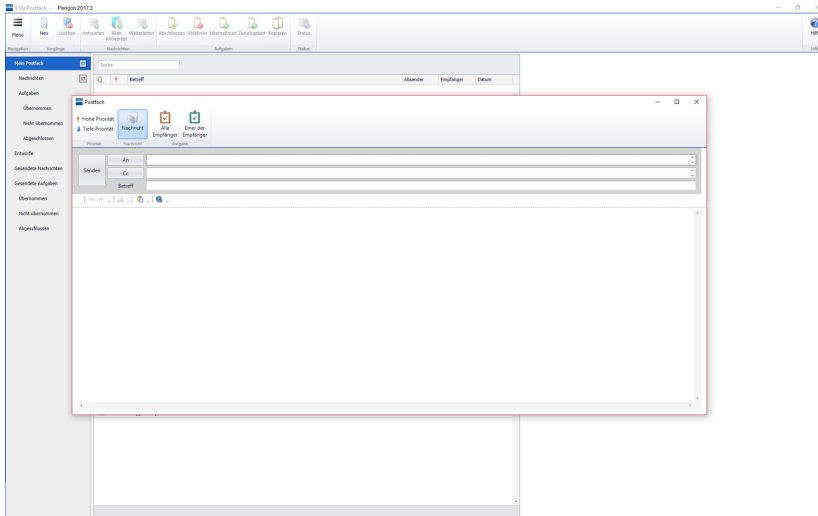 Y102 Postfach - Perigon 2017.3
Menü
Neu Löschen
Antworten Allen Antworten Weiterleiten
Abschliessen Ablehnen Übernehmen Zurückgeben Kopieren
Status
Hilfe
Navigation Vorgänge Nachrichten Aufgaben Status Hilfe
Mein Postfach
Nachrichten
Aufgaben
Übernommen
Nicht übernommen
Abgeschlossen
Entwürfe
Gesendete Nachrichten
Gesendete Aufgaben
Übernommen
Nicht übernommen
Abgeschlossen
Suche
! Betreff Absender Empfänger Datum
Postfach
Hohe Priorität
Tiefe Priorität
Nachricht
Alle Empfänger
Einer der Empfänger
Priorität Nachricht Aufgabe
Senden
An
Cc
Betreff